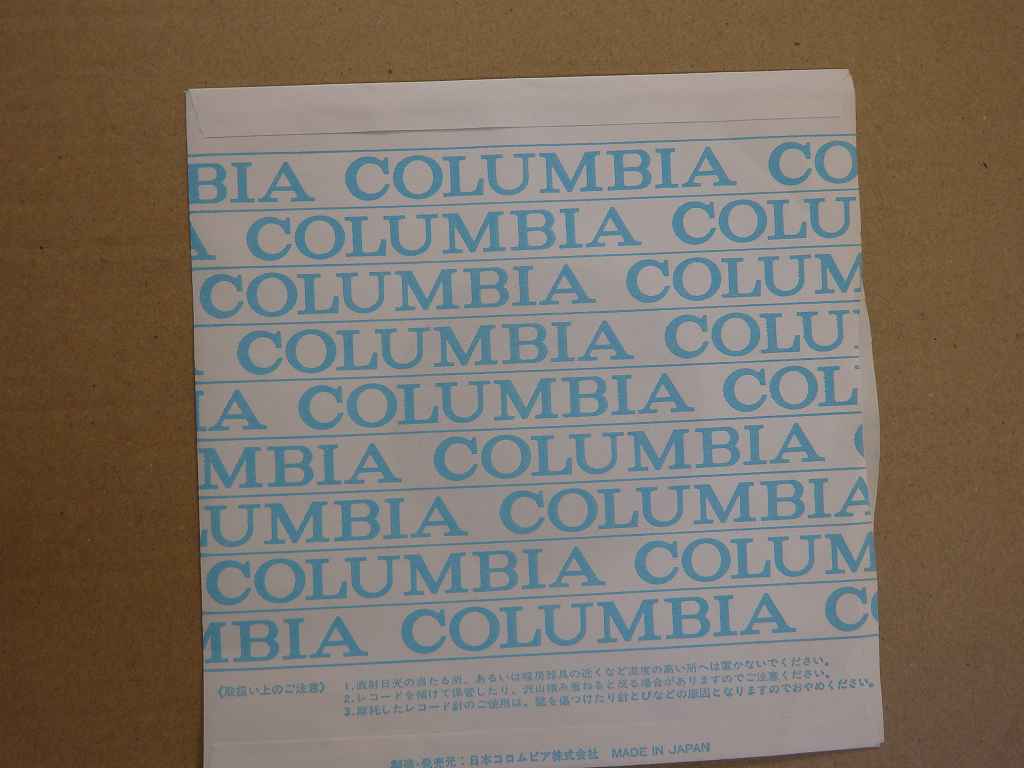 BIA COLUMBIA CO
A COLUMBIA COLU
COLUMBIA COLUM
COLUMBIA COLU
IA COLUMBIA COL
MBIA COLUMBIA
LUMBIA COLUMBIA
COLUMBIA COLUM
MBIA COLUMBIA CO
《取扱い上のご注意》 1.直射日光の当たる所、あるいは暖房器具の近くなど温度の高い所へは置かないでください。
2.レコードを傾けて保管したり、沢山積み重ねると反る場合がありますのでご注意ください。
3.摩耗したレコード針のご使用は、盤を傷つけたり針とびなどの原因となりますのでおやめください。
製造・発売元：日本コロムビア株式会社 MADE IN JAPAN